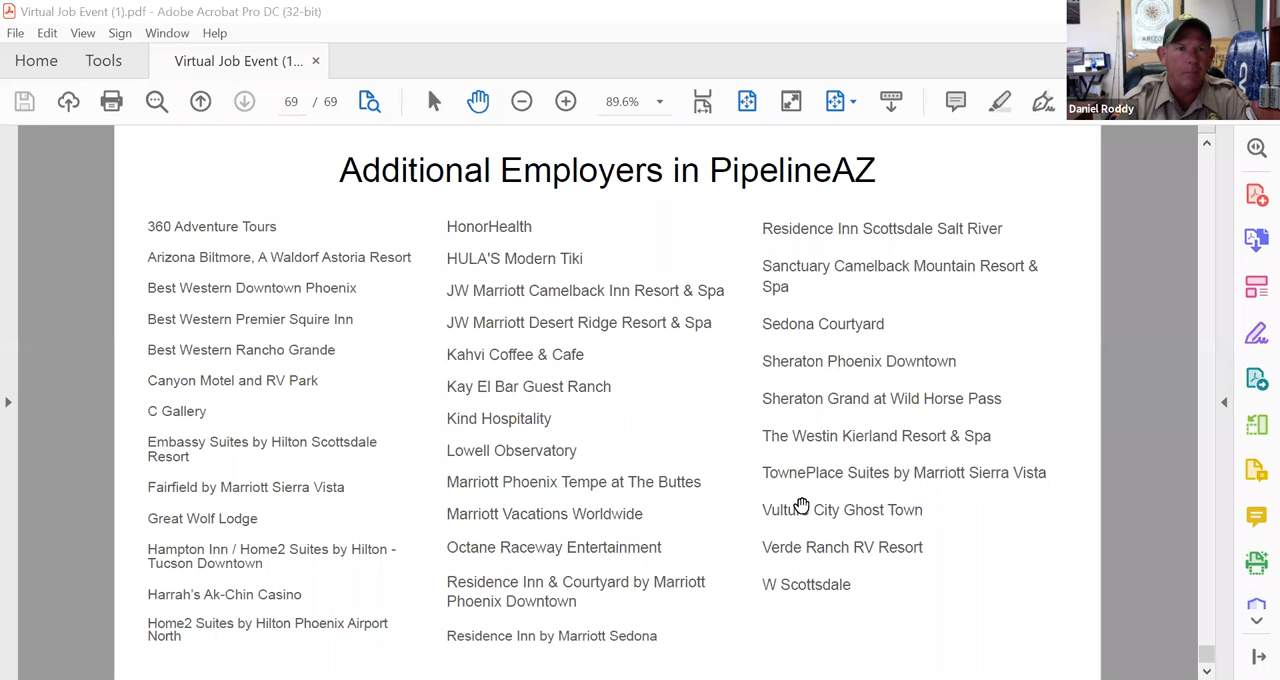 Virtual Job Event (1).pdf - Adobe Acrobat Pro DC (32-bit)
File Edit View Sign Window Help
Home Tools Virtual Job Event (1... ×
69 / 69 89.6%
Daniel Roddy
Additional Employers in PipelineAZ
360 Adventure Tours
Arizona Biltmore, A Waldorf Astoria Resort
Best Western Downtown Phoenix
Best Western Premier Squire Inn
Best Western Rancho Grande
Canyon Motel and RV Park
C Gallery
Embassy Suites by Hilton Scottsdale
Resort
Fairfield by Marriott Sierra Vista
Great Wolf Lodge
Hampton Inn / Home2 Suites by Hilton -
Tucson Downtown
Harrah's Ak-Chin Casino
Home2 Suites by Hilton Phoenix Airport
North
HonorHealth
HULA'S Modern Tiki
JW Marriott Camelback Inn Resort & Spa
JW Marriott Desert Ridge Resort & Spa
Kahvi Coffee & Cafe
Kay El Bar Guest Ranch
Kind Hospitality
Lowell Observatory
Marriott Phoenix Tempe at The Buttes
Marriott Vacations Worldwide
Octane Raceway Entertainment
Residence Inn & Courtyard by Marriott
Phoenix Downtown
Residence Inn by Marriott Sedona
Residence Inn Scottsdale Salt River
Sanctuary Camelback Mountain Resort &
Spa
Sedona Courtyard
Sheraton Phoenix Downtown
Sheraton Grand at Wild Horse Pass
The Westin Kierland Resort & Spa
TownePlace Suites by Marriott Sierra Vista
Vulture City Ghost Town
Verde Ranch RV Resort
W Scottsdale